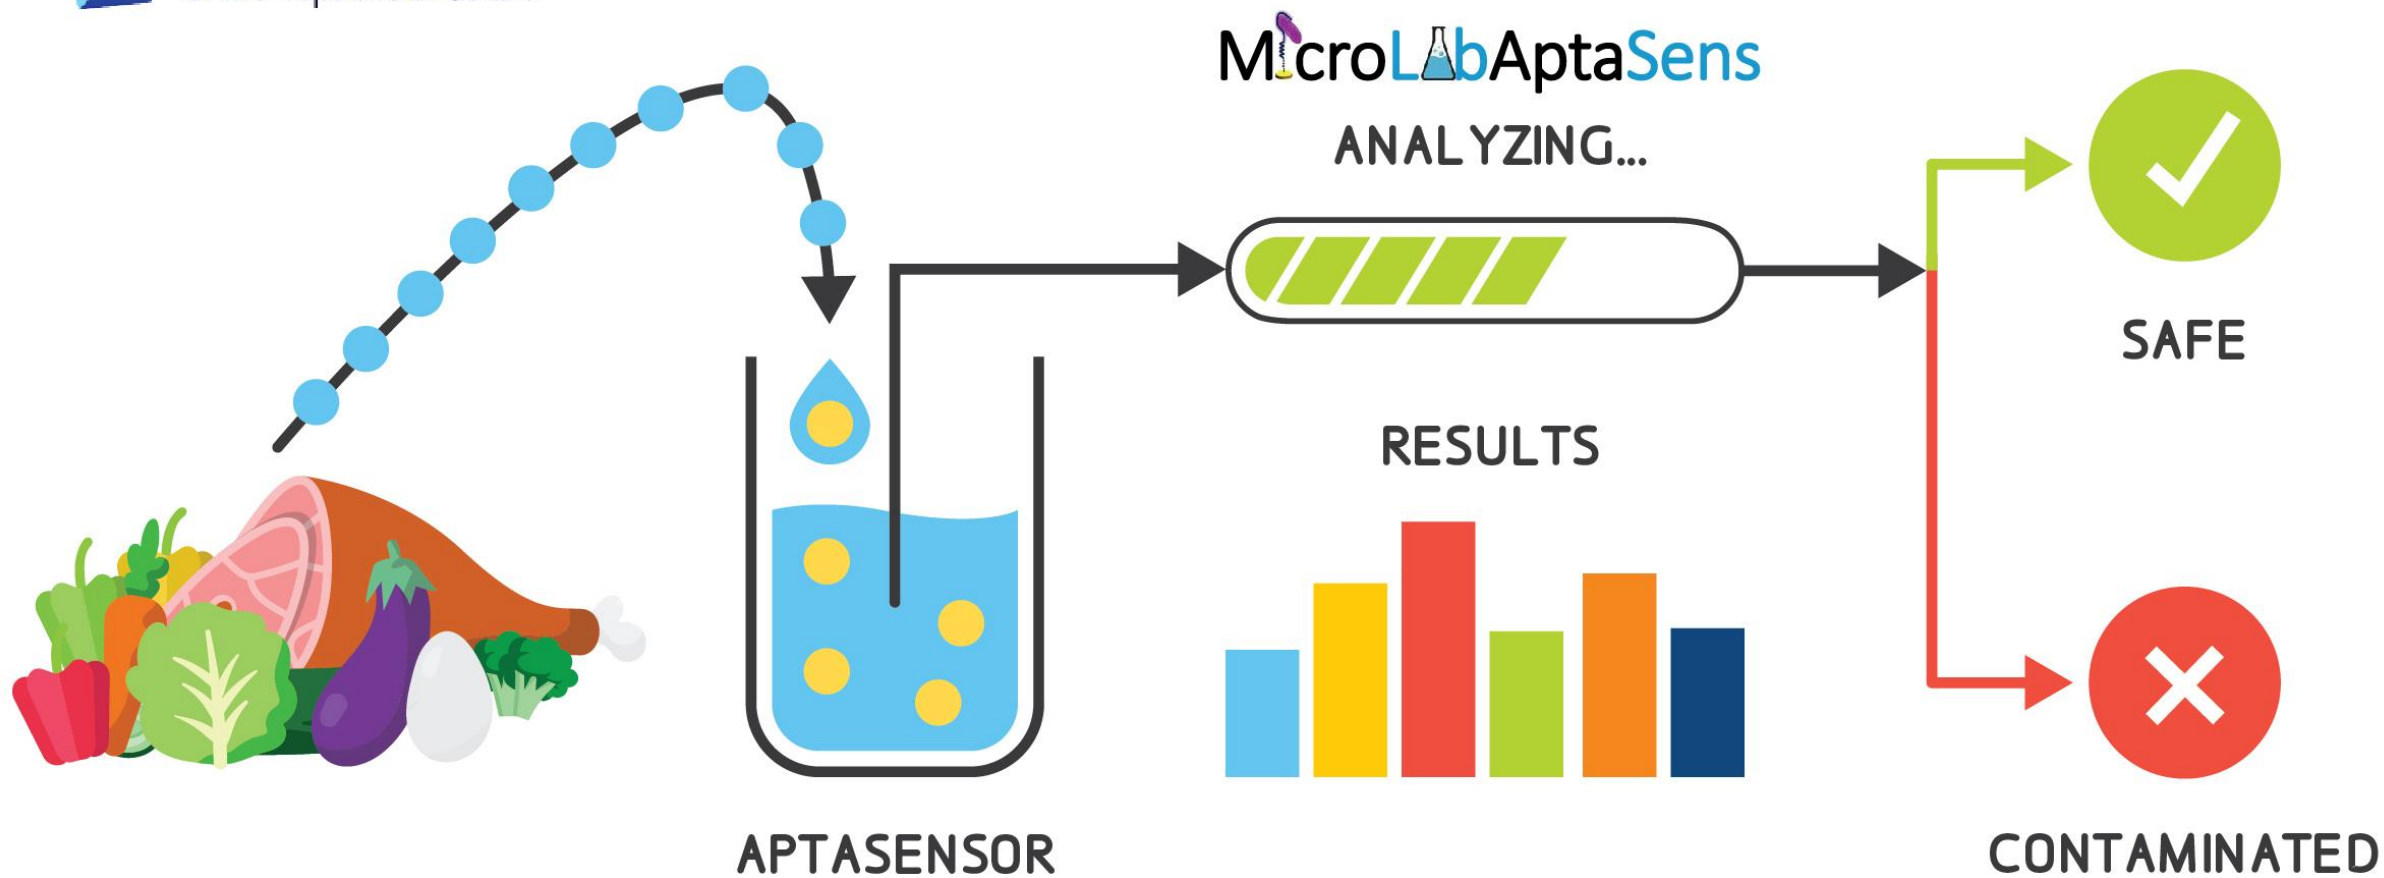 MicroLAbAptaSens
ANALYZING...
SAFE
RESULTS
APTASENSOR
CONTAMINATED